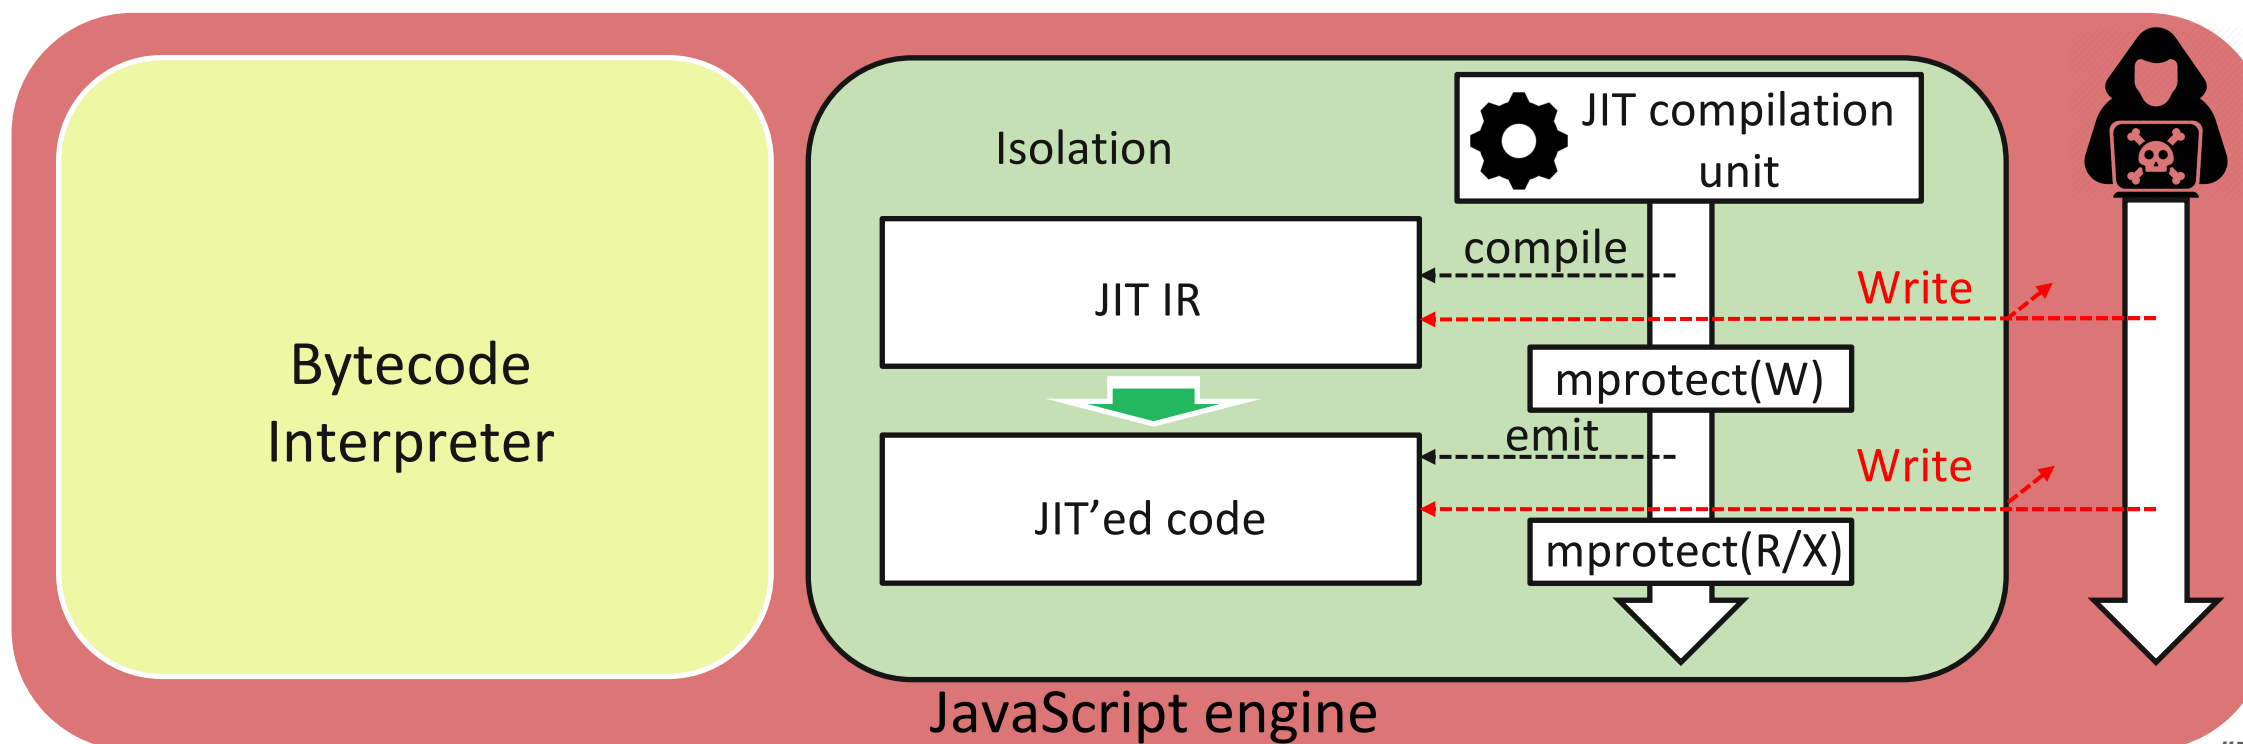 Bytecode
Interpreter
Isolation
JIT compilation
unit
compile
JIT IR
Write
mprotect(W)
emit
Write
JIT’ed code
mprotect(R/X)
JavaScript engine